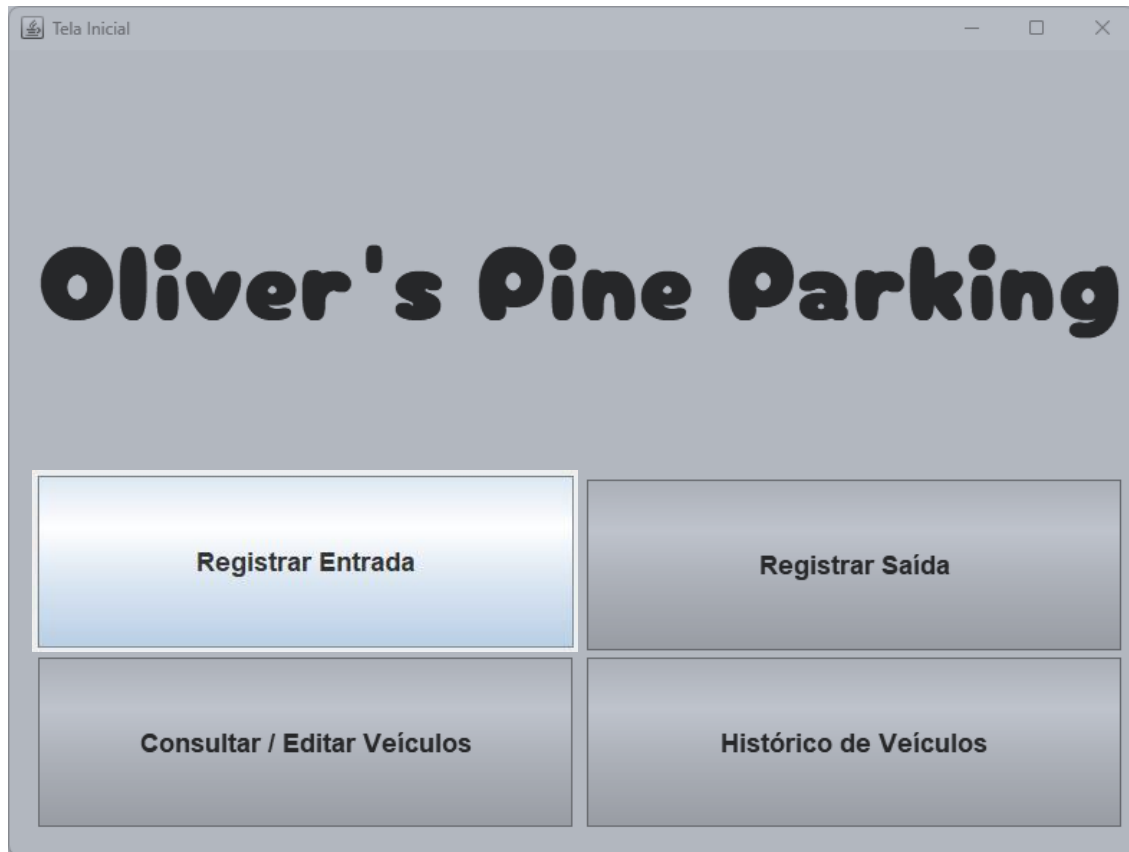 Tela Inicial
Oliver's Pine Parking
Registrar Entrada
Registrar Saída
Consultar / Editar Veículos
Histórico de Veículos